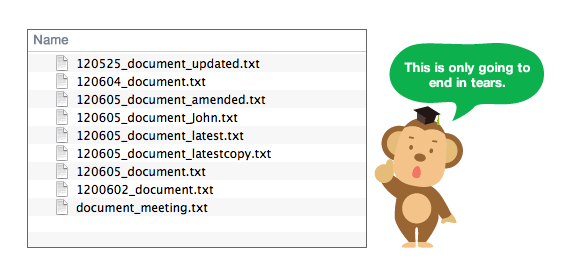 Name
120525_document_updated.txt
120604_document.txt
120605_document_amended.txt
120605_document_John.txt
120605_document_latest.txt
120605_document_latestcopy.txt
120605_document.txt
1200602_document.txt
document_meeting.txt
This is only going to
end in tears.